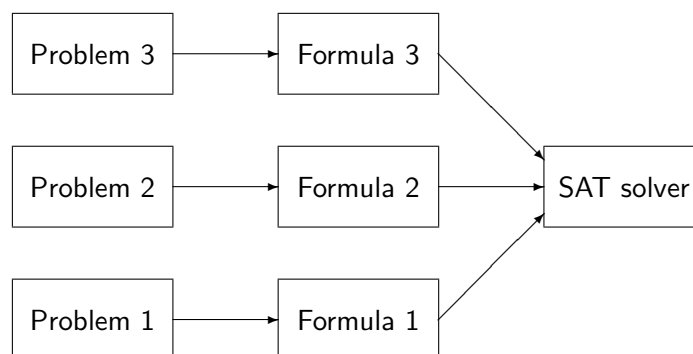 Problem 3
Formula 3
Problem 2
Formula 2
SAT solver
Problem 1
Formula 1